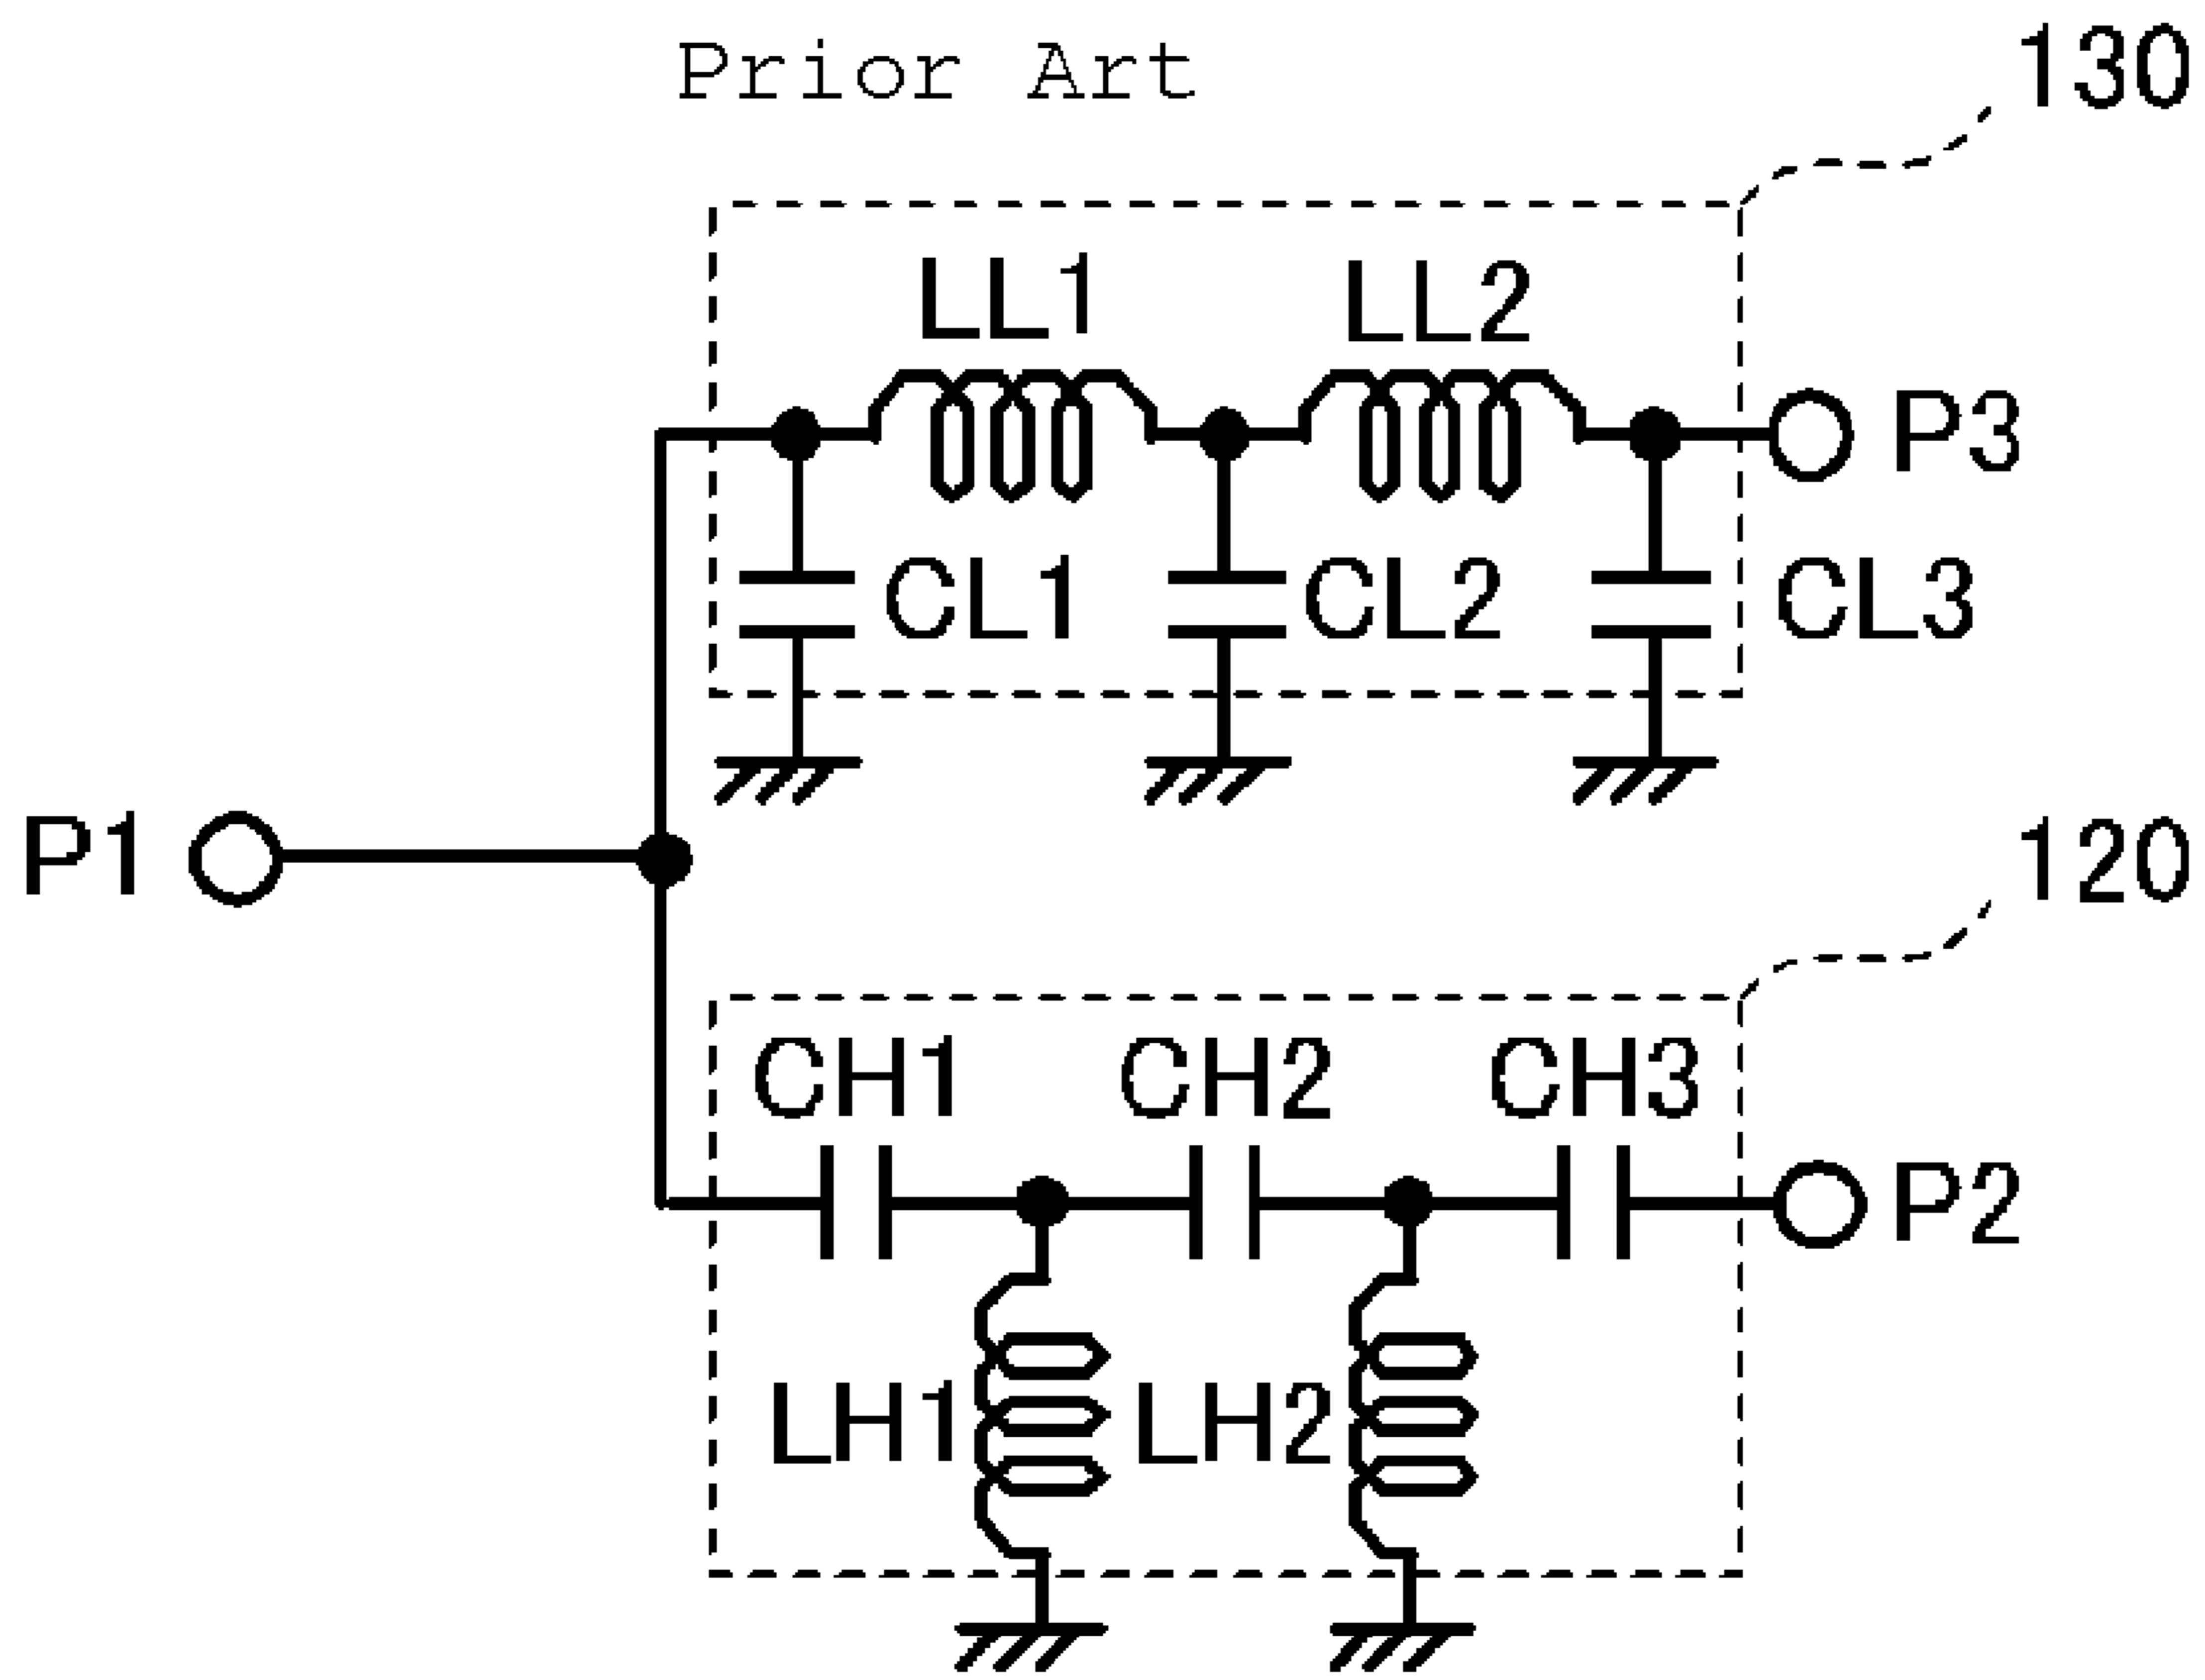 Prior Art
130
LL1 LL2
P3
CL1 CL2 CL3
P1
120
CH1 CH2 CH3
P2
LH1 LH2